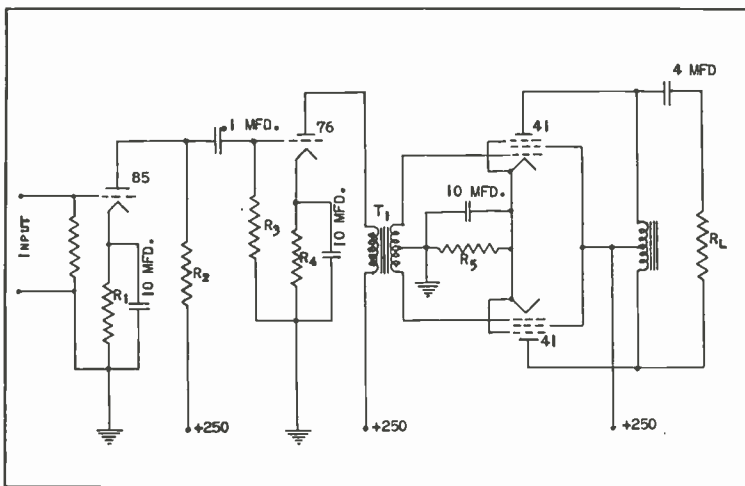 4 MFD
.1 MFD.
76
41
85
INPUT
10 MFD.
R3
10 MFD.
T1
R2
R4
R5
RL
R1
10 MFD.
41
+250
+250
+250